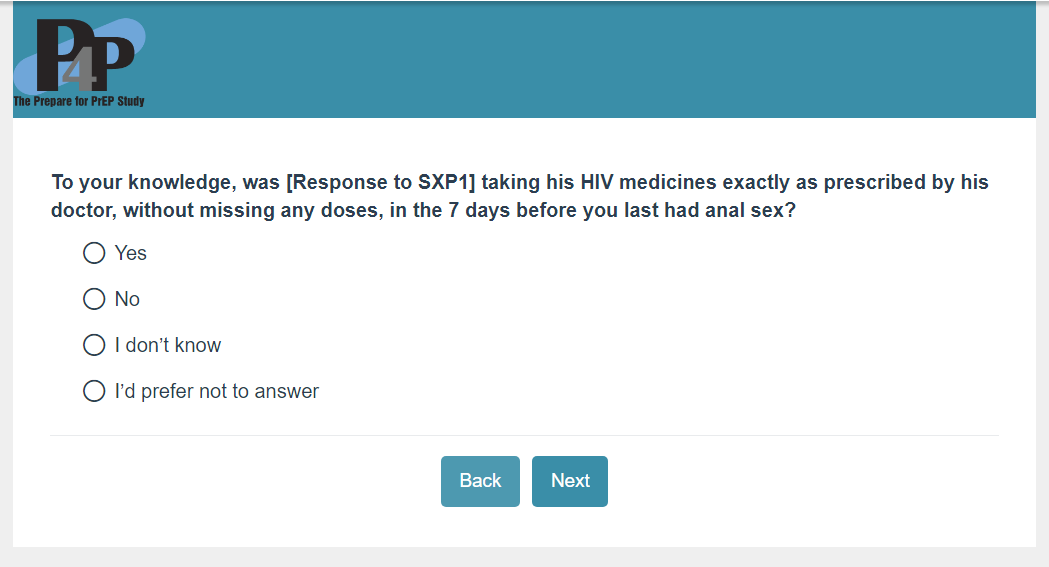 P4P
The Prepare for PrEP Study
To your knowledge, was [Response to SXP1] taking his HIV medicines exactly as prescribed by his
doctor, without missing any doses, in the 7 days before you last had anal sex?
Yes
No
I don’t know
I’d prefer not to answer
Back
Next